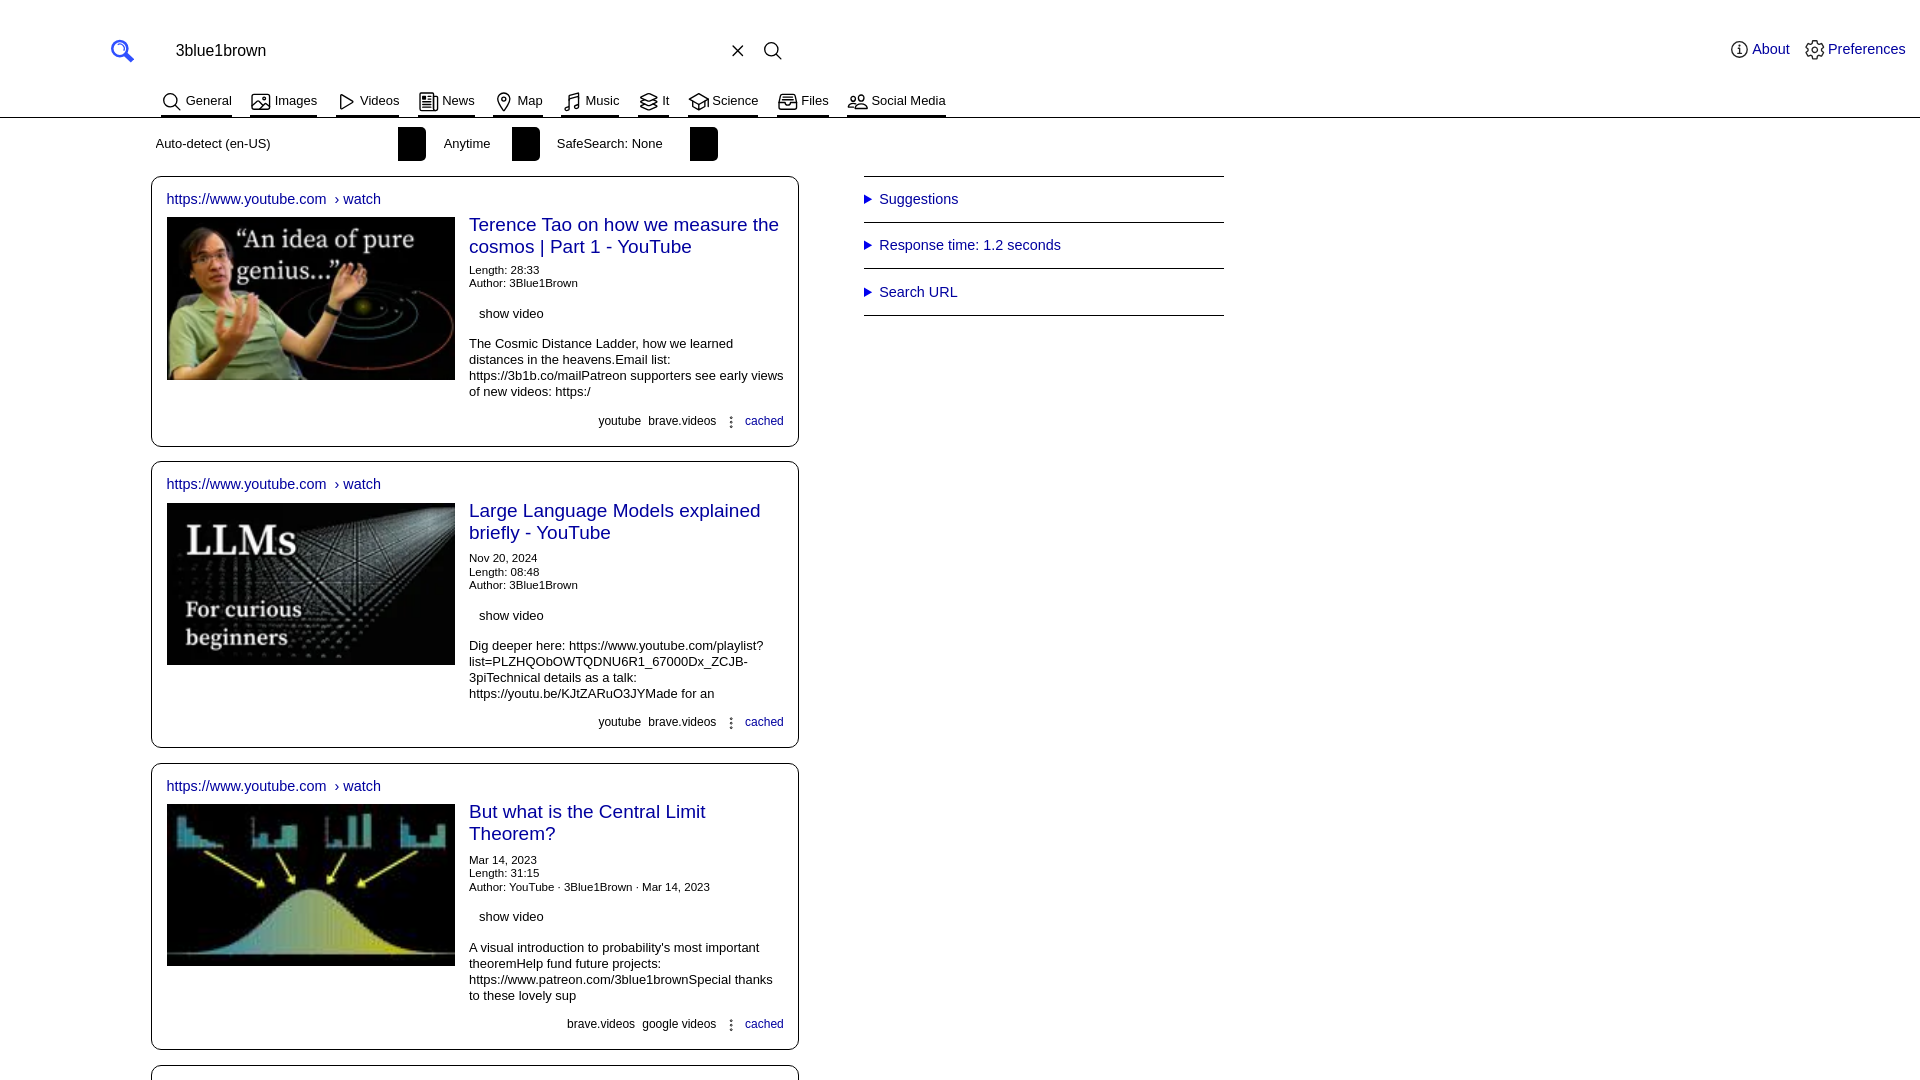 3blue1brown
About
Preferences
General
Images
Videos
News
Map
Music
It
Science
Files
Social Media
Auto-detect (en-US)
Anytime
SafeSearch: None
https://www.youtube.com › watch
“An idea of pure
genius...”
Terence Tao on how we measure the
cosmos | Part 1 - YouTube
Length: 28:33
Author: 3Blue1Brown
show video
The Cosmic Distance Ladder, how we learned
distances in the heavens.Email list:
https://3b1b.co/mailPatreon supporters see early views
of new videos: https:/
youtube brave.videos cached
https://www.youtube.com › watch
LLMs
For curious
beginners
Large Language Models explained
briefly - YouTube
Nov 20, 2024
Length: 08:48
Author: 3Blue1Brown
show video
Dig deeper here: https://www.youtube.com/playlist?
list=PLZHQObOWTQDNU6R1_67000Dx_ZCJB-
3piTechnical details as a talk:
https://youtu.be/KJtZARuO3JYMade for an
youtube brave.videos cached
https://www.youtube.com › watch
But what is the Central Limit
Theorem?
Mar 14, 2023
Length: 31:15
Author: YouTube · 3Blue1Brown · Mar 14, 2023
show video
A visual introduction to probability's most important
theoremHelp fund future projects:
https://www.patreon.com/3blue1brownSpecial thanks
to these lovely sup
brave.videos google videos cached
Suggestions
Response time: 1.2 seconds
Search URL